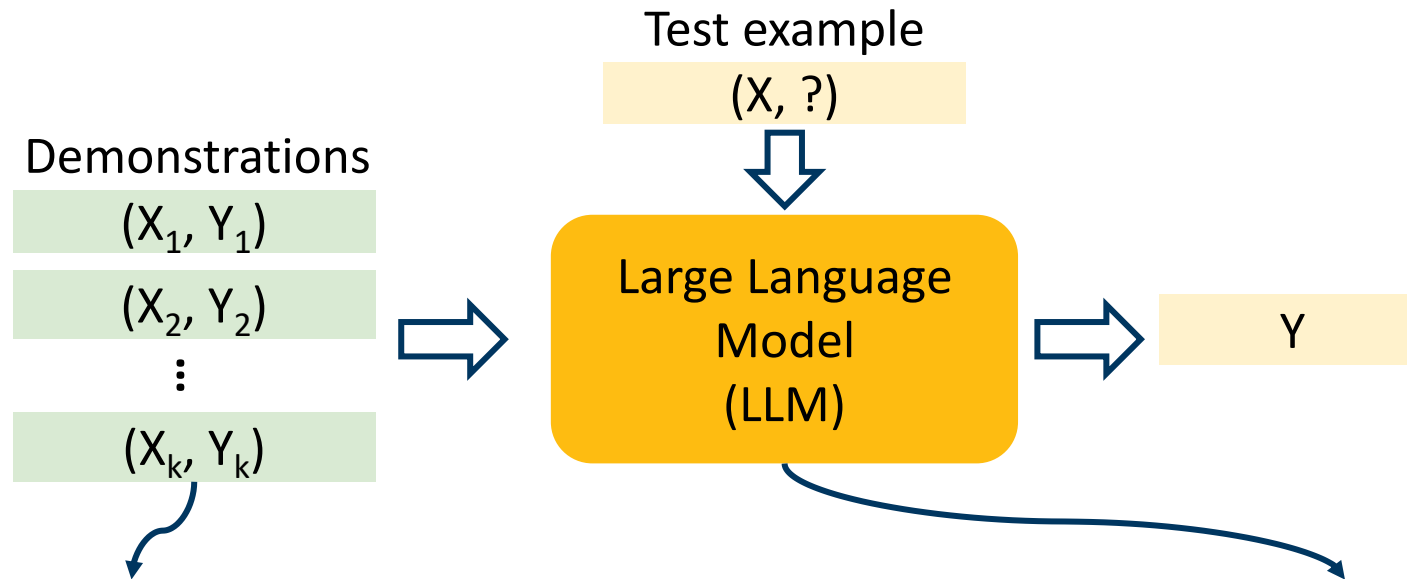 Test example
(X, ?)
Demonstrations
(X₁, Y₁)
(X₂, Y₂)
⋮
(Xₖ, Yₖ)
Large Language
Model
(LLM)
Y